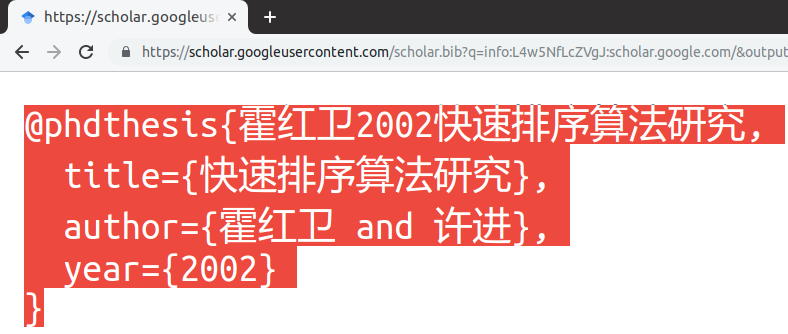 https://scholar.googleuse
https://scholar.googleusercontent.com/scholar.bib?q=info:L4w5NfLcZVgJ:scholar.google.com/&output
@phdthesis{霍红卫2002快速排序算法研究,
title={快速排序算法研究},
author={霍红卫 and 许进},
year={2002}
}